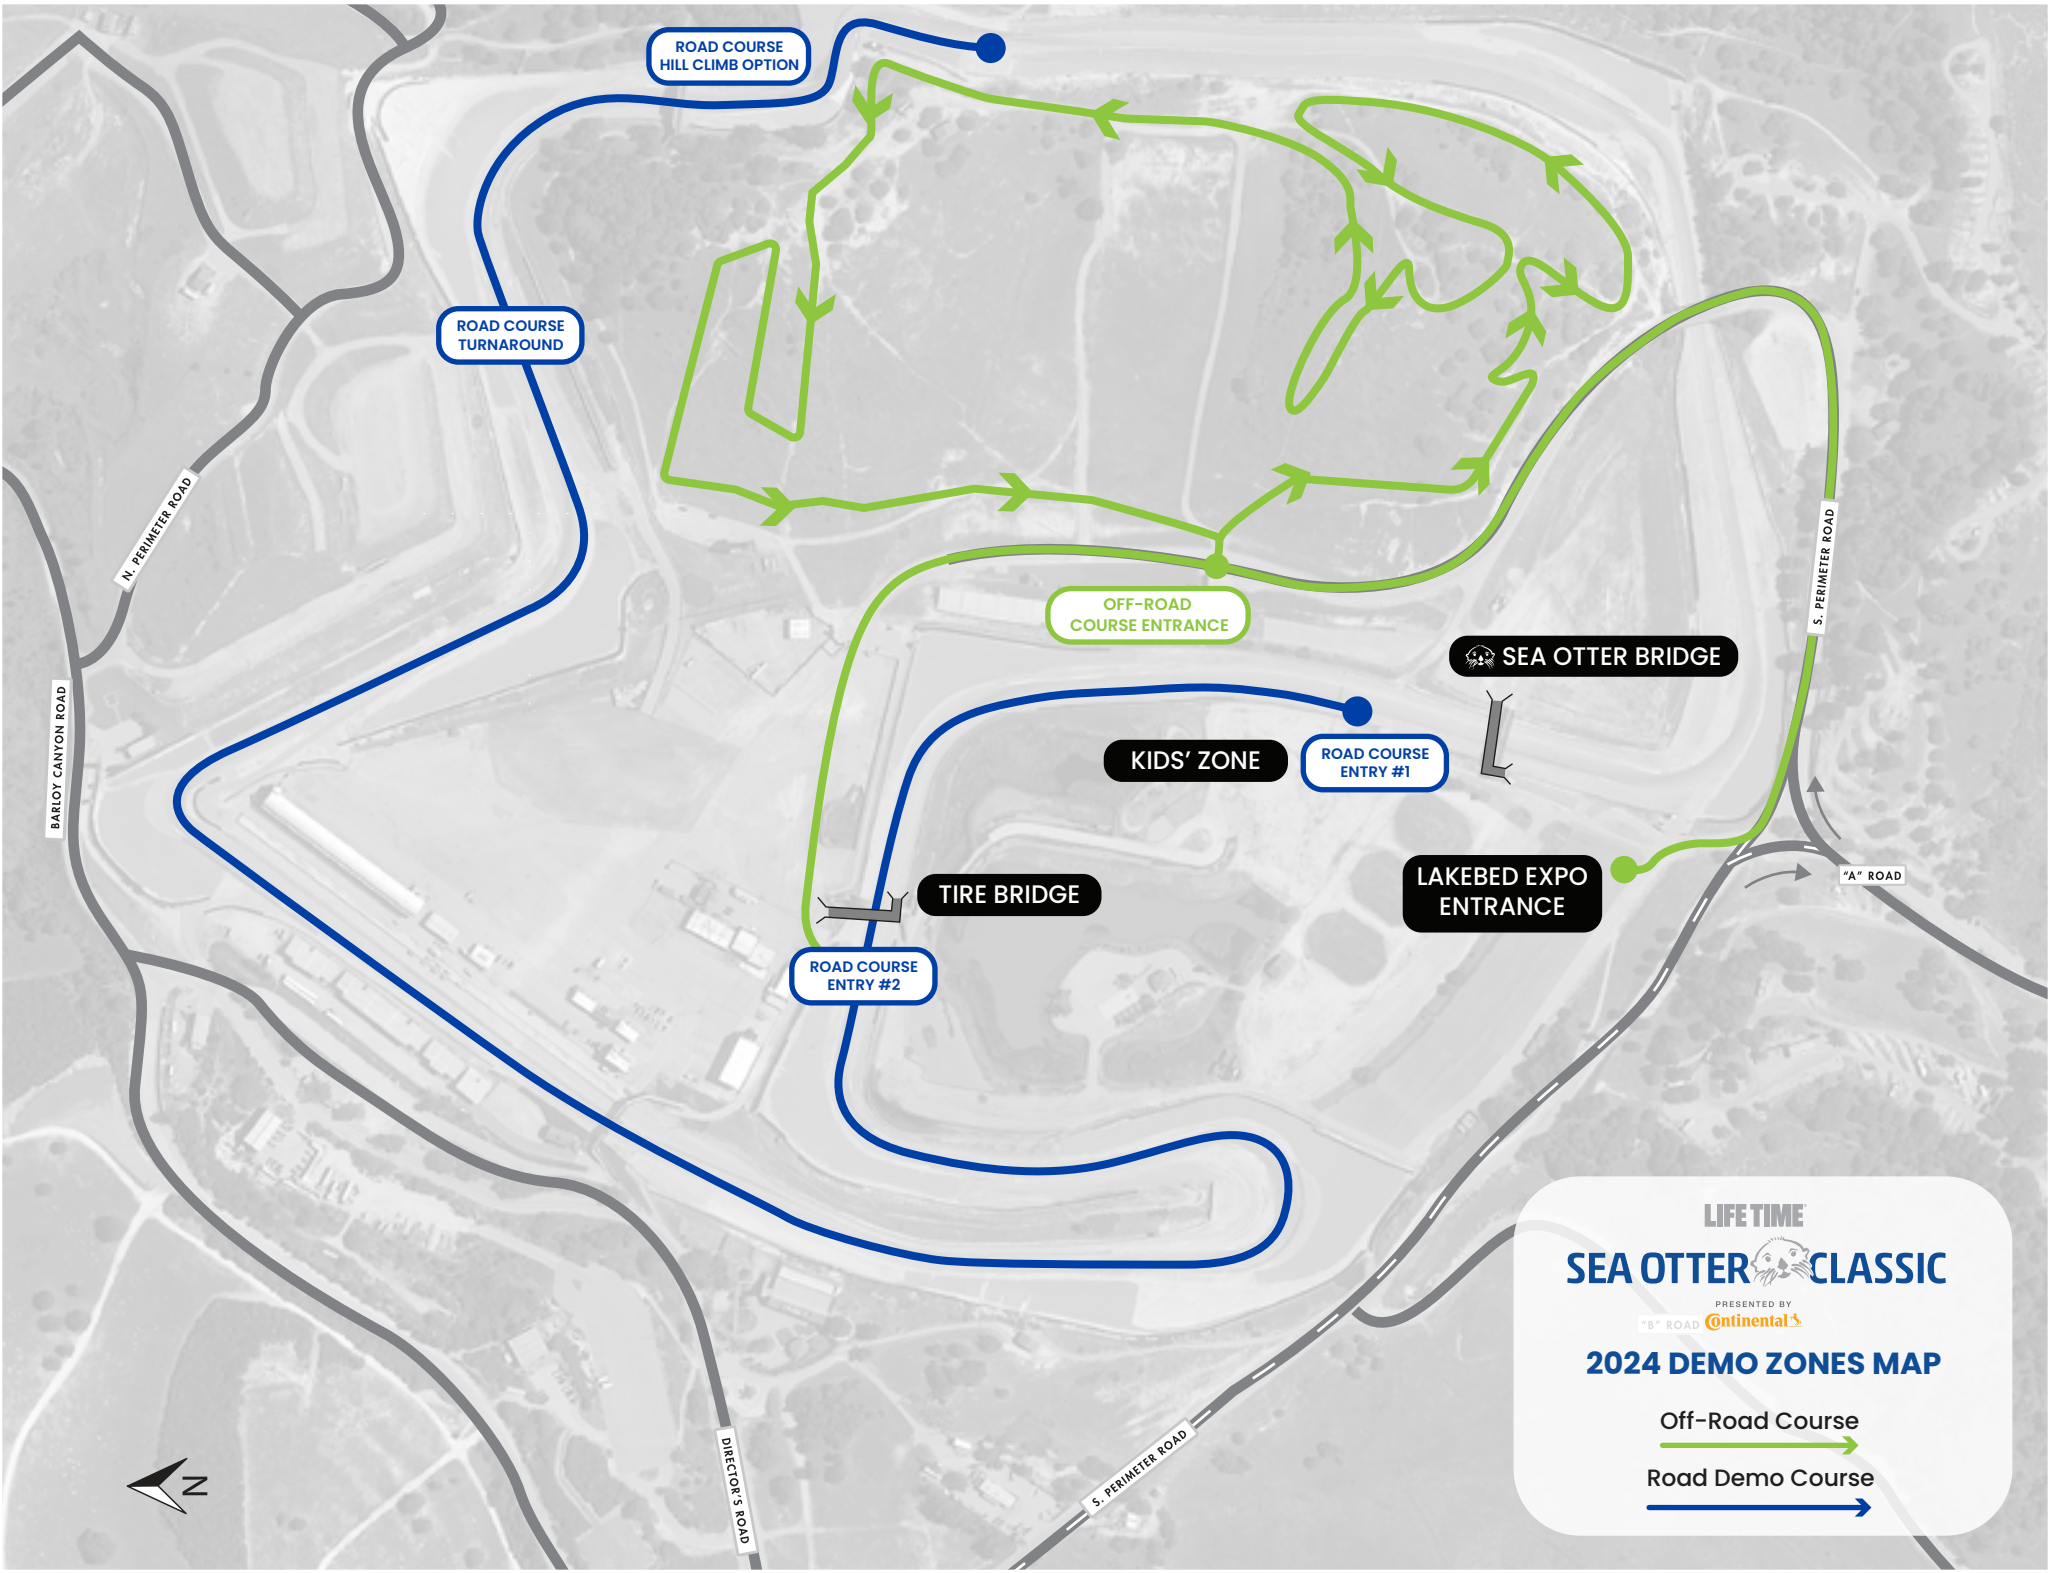 ROAD COURSE
HILL CLIMB OPTION
ROAD COURSE
TURNAROUND
N. PERIMETER ROAD
S. PERIMETER ROAD
OFF-ROAD
COURSE ENTRANCE
SEA OTTER BRIDGE
BARLOY CANYON ROAD
KIDS' ZONE
ROAD COURSE
ENTRY #1
TIRE BRIDGE
LAKEBED EXPO
ENTRANCE
"A" ROAD
ROAD COURSE
ENTRY #2
LIFE TIME
SEA OTTER CLASSIC
PRESENTED BY
"B" ROAD
Continental
2024 DEMO ZONES MAP
Off-Road Course
Road Demo Course
S. PERIMETER ROAD
DIRECTOR'S ROAD
N